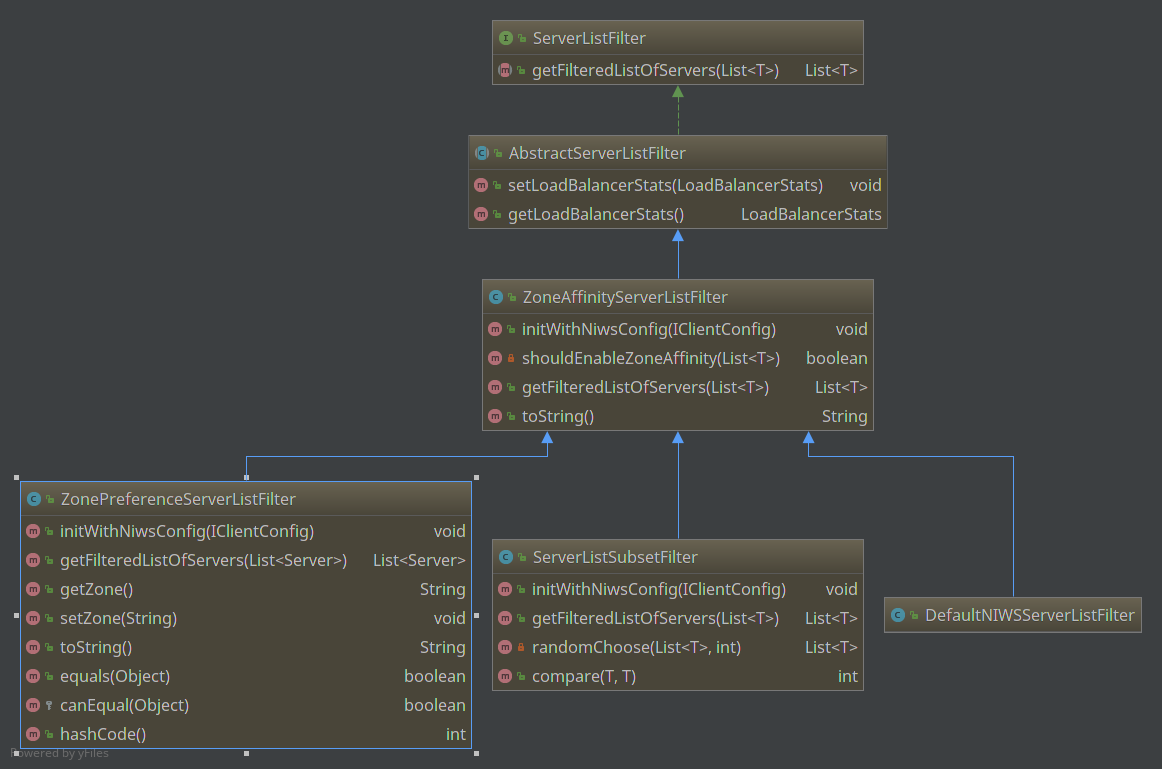 ServerListFilter
getFilteredListOfServers(List<T>) List<T>
AbstractServerListFilter
setLoadBalancerStats(LoadBalancerStats) void
getLoadBalancerStats() LoadBalancerStats
ZoneAffinityServerListFilter
initWithNiwsConfig(IClientConfig) void
shouldEnableZoneAffinity(List<T>) boolean
getFilteredListOfServers(List<T>) List<T>
toString() String
ZonePreferenceServerListFilter
initWithNiwsConfig(IClientConfig) void
getFilteredListOfServers(List<Server>) List<Server>
getZone() String
setZone(String) void
toString() String
equals(Object) boolean
canEqual(Object) boolean
hashCode() int
ServerListSubsetFilter
initWithNiwsConfig(IClientConfig) void
getFilteredListOfServers(List<T>) List<T>
randomChoose(List<T>, int) List<T>
compare(T, T) int
DefaultNIWSServerListFilter
Powered by yFiles